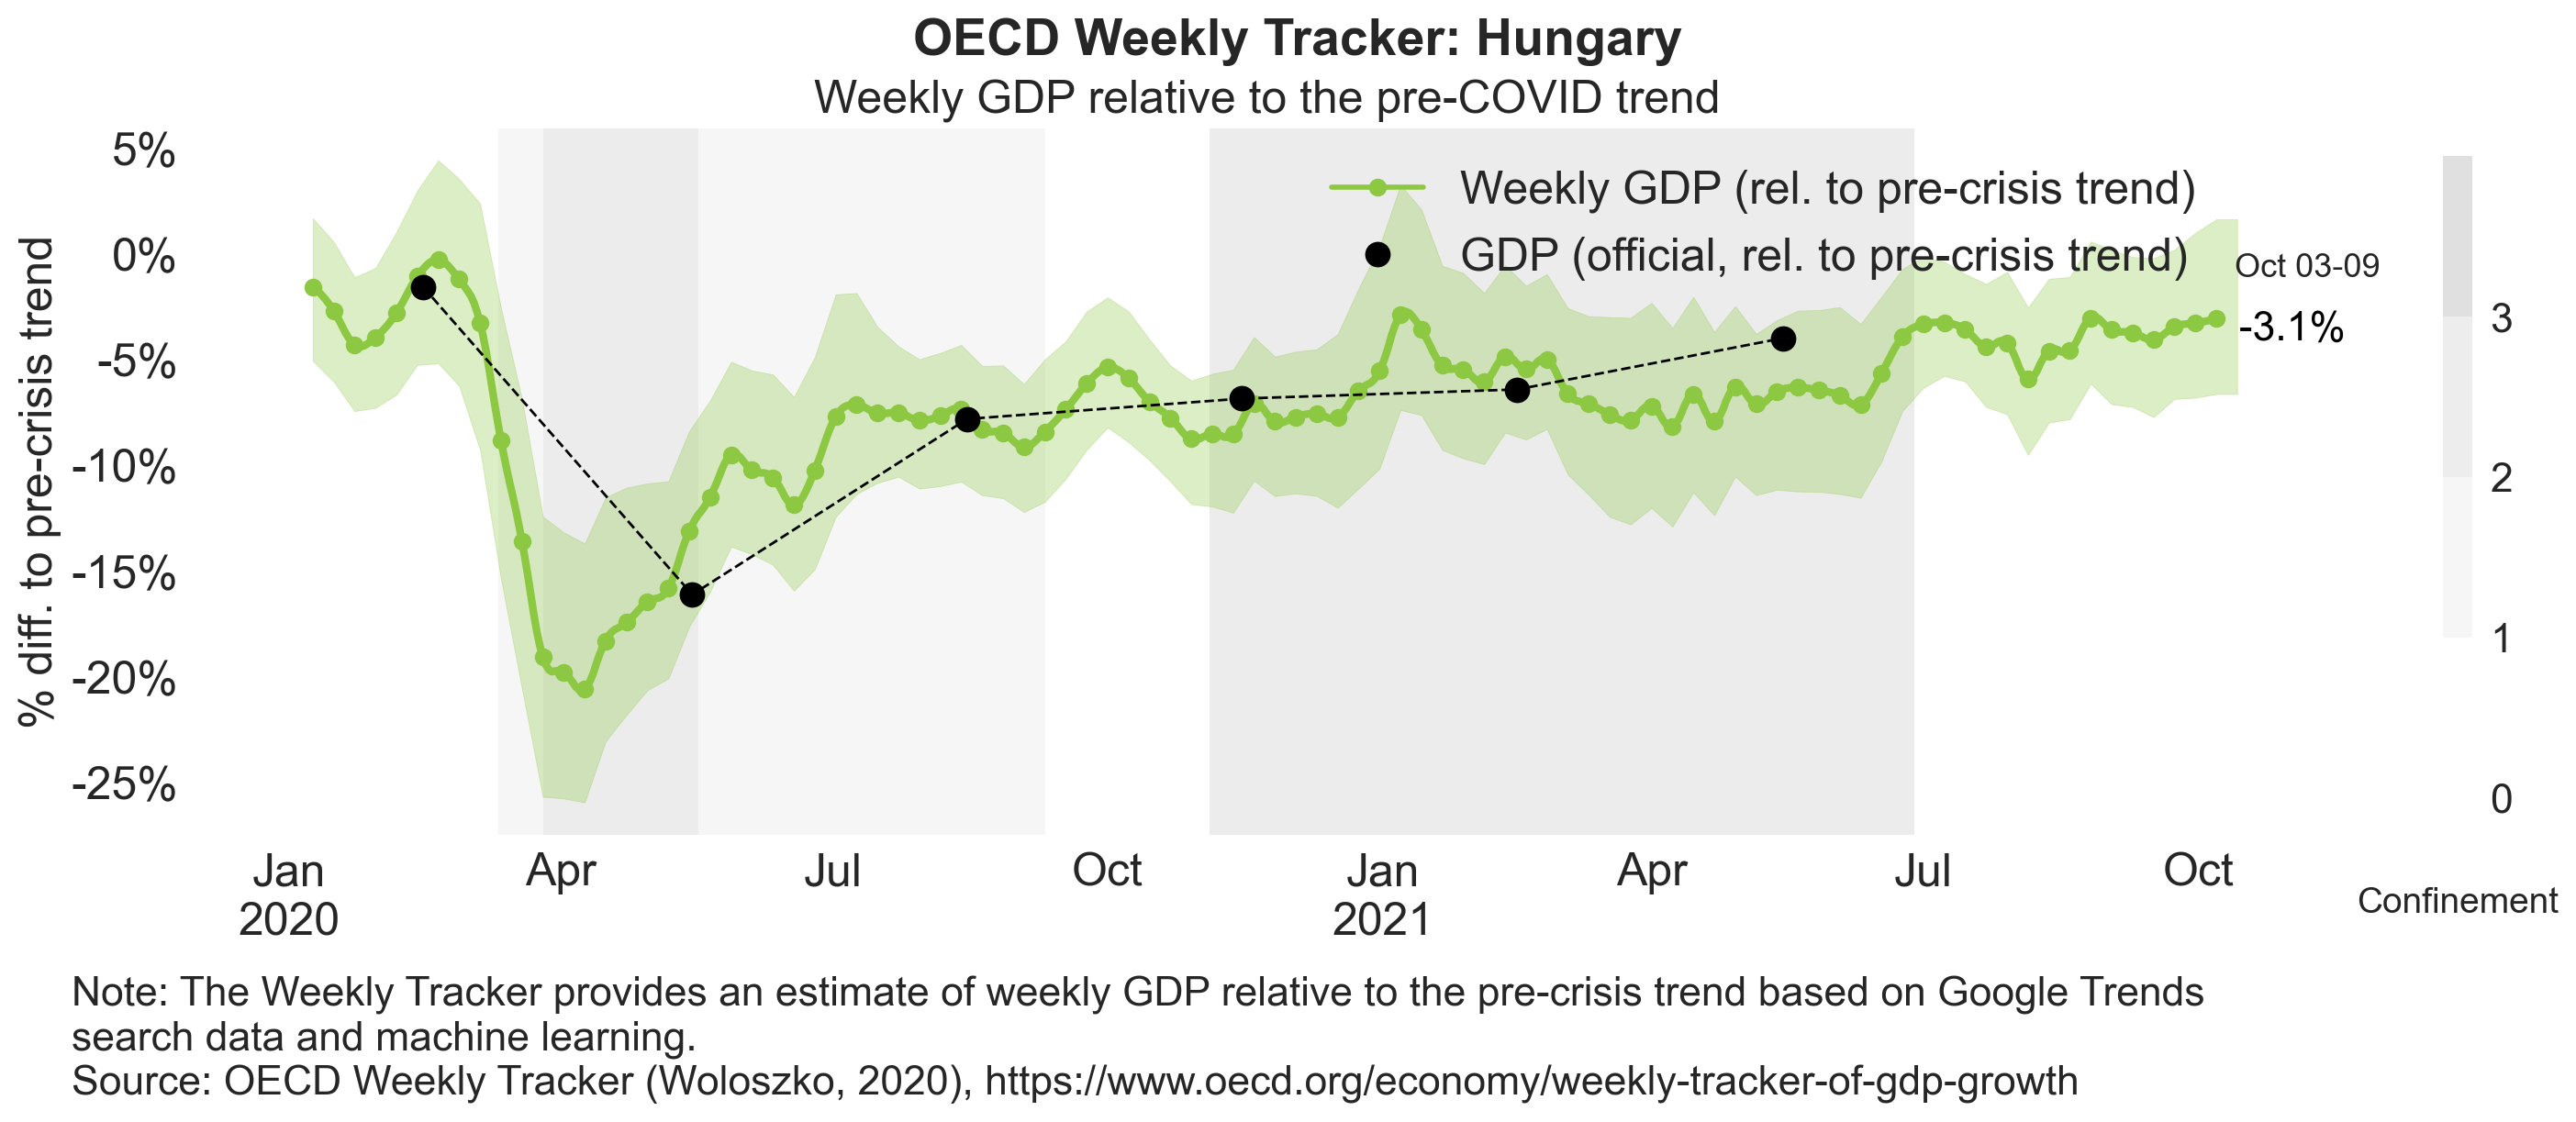 OECD Weekly Tracker: Hungary
Weekly GDP relative to the pre-COVID trend
% diff. to pre-crisis trend
5%
0%
-5%
-10%
-15%
-20%
-25%
Weekly GDP (rel. to pre-crisis trend)
GDP (official, rel. to pre-crisis trend)
Oct 03-09
-3.1%
3
2
1
0
Confinement
Jan Apr Jul Oct Jan Apr Jul Oct
2020 2021
Note: The Weekly Tracker provides an estimate of weekly GDP relative to the pre-crisis trend based on Google Trends
search data and machine learning.
Source: OECD Weekly Tracker (Woloszko, 2020), https://www.oecd.org/economy/weekly-tracker-of-gdp-growth